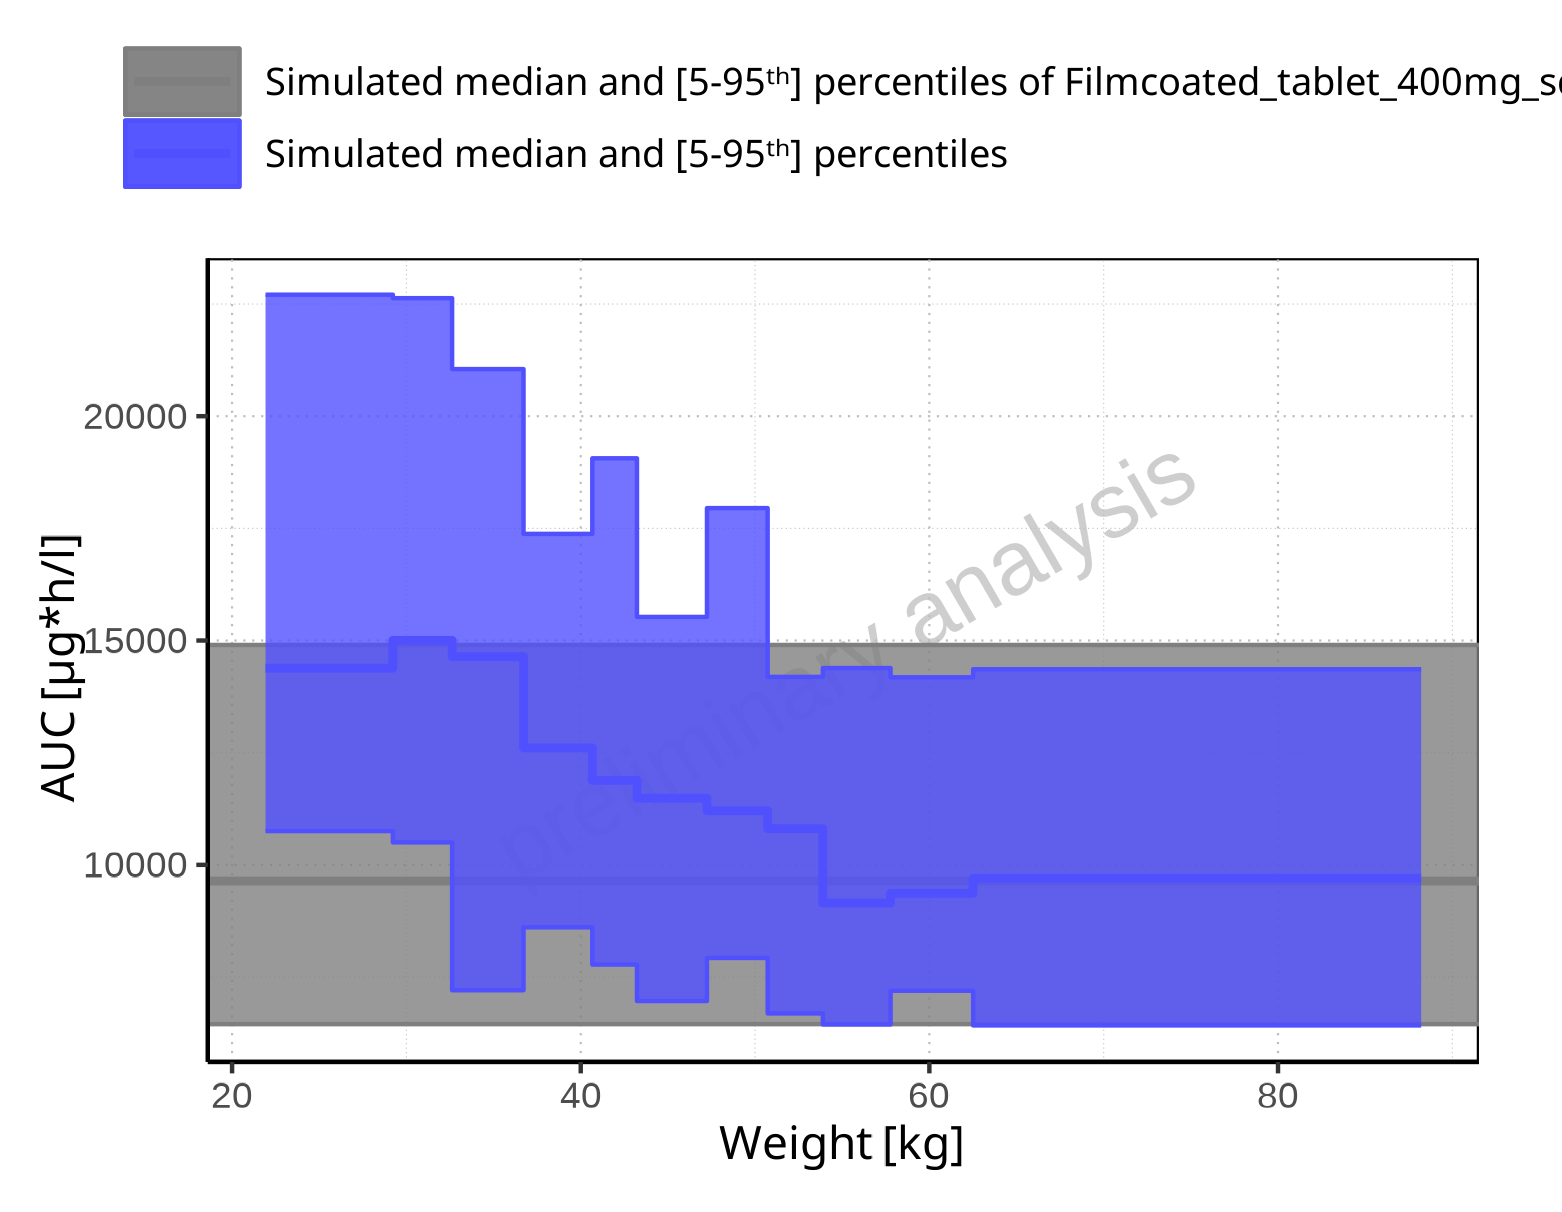 Simulated median and [5-95ᵗʰ] percentiles of Filmcoated_tablet_400mg_s
Simulated median and [5-95ᵗʰ] percentiles
20000
15000
10000
AUC [µg*h/l]
preliminary analysis
20 40 60 80
Weight [kg]